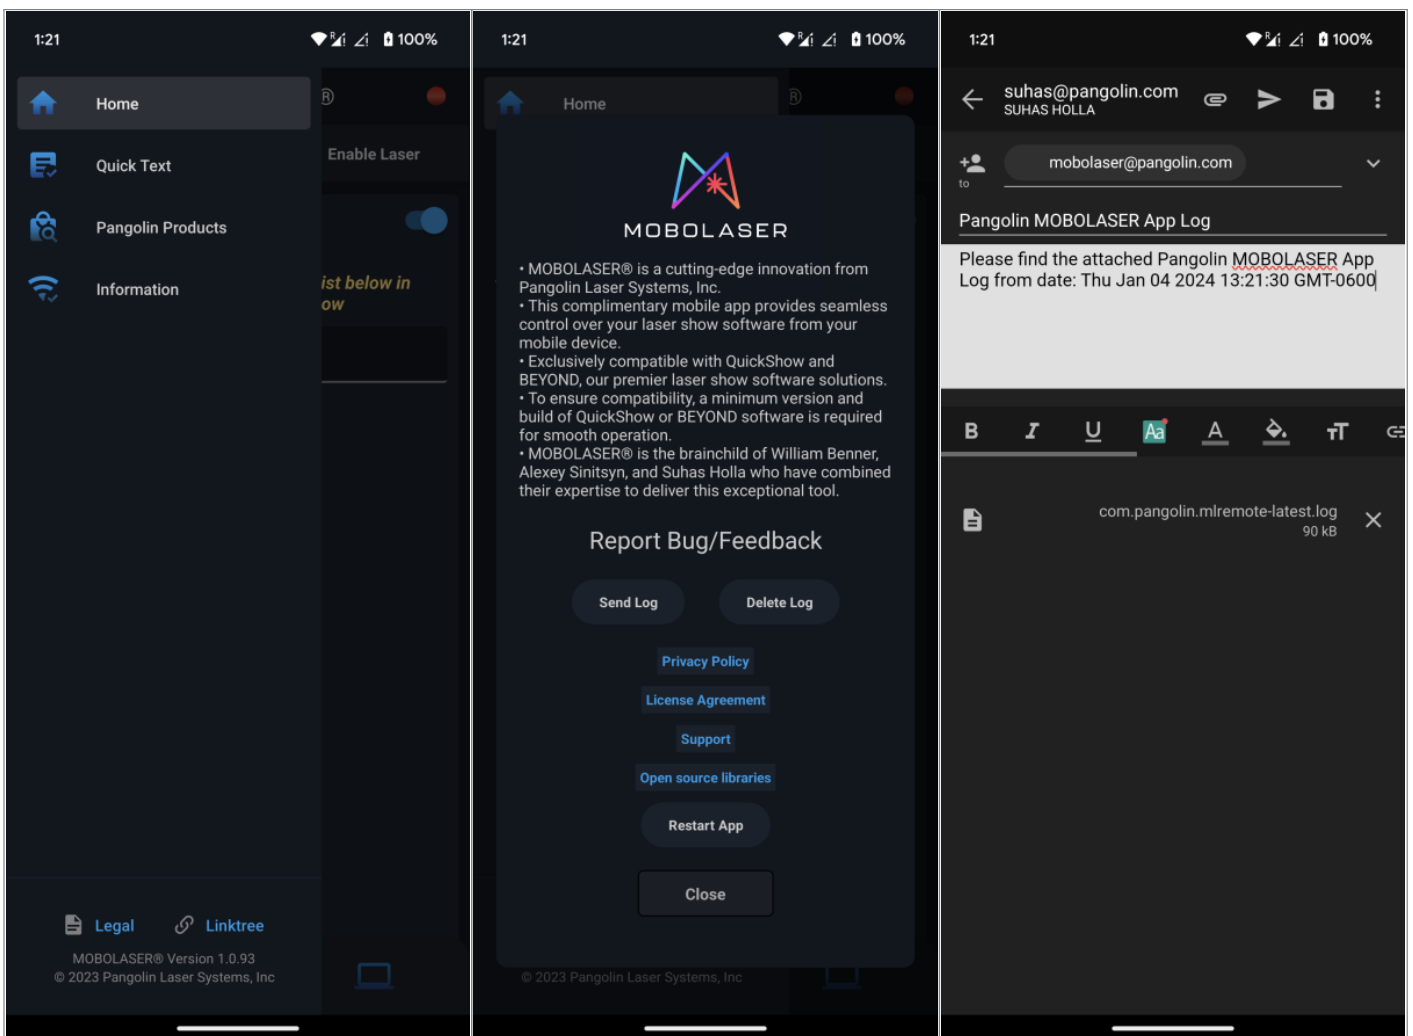 1:21
R
100%
Home
®
Quick Text
Enable Laser
Pangolin Products
Information
ist below in
ow
Legal
Linktree
MOBOLASER® Version 1.0.93
© 2023 Pangolin Laser Systems, Inc
1:21
R
100%
Home
®
MOBOLASER
• MOBOLASER® is a cutting-edge innovation from
Pangolin Laser Systems, Inc.
• This complimentary mobile app provides seamless
control over your laser show software from your
mobile device.
• Exclusively compatible with QuickShow and
BEYOND, our premier laser show software solutions.
• To ensure compatibility, a minimum version and
build of QuickShow or BEYOND software is required
for smooth operation.
• MOBOLASER® is the brainchild of William Benner,
Alexey Sinitsyn, and Suhas Holla who have combined
their expertise to deliver this exceptional tool.
Report Bug/Feedback
Send Log
Delete Log
Privacy Policy
License Agreement
Support
Open source libraries
Restart App
Close
© 2023 Pangolin Laser Systems, Inc
1:21
R
100%
suhas@pangolin.com
SUHAS HOLLA
to
mobolaser@pangolin.com
Pangolin MOBOLASER App Log
Please find the attached Pangolin MOBOLASER App
Log from date: Thu Jan 04 2024 13:21:30 GMT-0600
B I U Aa A TT
com.pangolin.mlremote-latest.log
90 kB